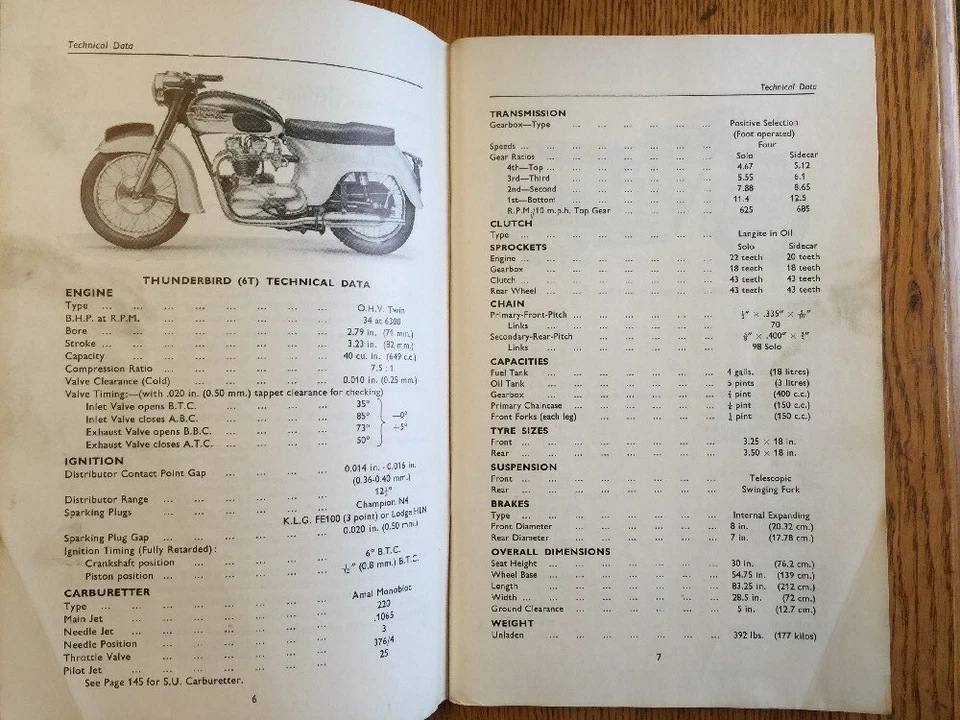 Technical Data
THUNDERBIRD (6T) TECHNICAL DATA
ENGINE
Type ... ... ... ... ... ... ... O.H.V. Twin
B.H.P. at R.P.M. ... ... ... ... ... 34 at 6300
Bore ... ... ... ... ... ... ... 2.79 in. (71 mm.)
Stroke ... ... ... ... ... ... ... 3.23 in. (82 mm.)
Capacity ... ... ... ... ... ... 40 cu. in. (649 c.c.)
Compression Ratio ... ... ... ... ... 7.5 : 1
Valve Clearance (Cold) ... ... ... ... 0.010 in. (0.25 mm.)
Valve Timing:—(with .020 in. (0.50 mm.) tappet clearance for checking)
Inlet Valve opens B.T.C. ... ... ... 35°
Inlet Valve closes A.B.C. ... ... ... 85° —0°
Exhaust Valve opens B.B.C. ... ... ... 73° +5°
Exhaust Valve closes A.T.C. ... ... ... 50°
IGNITION
Distributor Contact Point Gap ... ... ... 0.014 in. - 0.016 in.
(0.36-0.40 mm.)
Distributor Range ... ... ... ... ... 12½°
Sparking Plugs ... ... ... ... ... Champion N4
K.L.G. FE100 (3 point) or Lodge HLN
Sparking Plug Gap ... ... ... ... ... 0.020 in. (0.50 mm.)
Ignition Timing (Fully Retarded):
Crankshaft position ... ... ... ... 6° B.T.C.
Piston position ... ... ... ... ... (0.8 mm.) B.T.C.
CARBURETTER
Type ... ... ... ... ... ... ... Amal Monobloc
Main Jet ... ... ... ... ... ... 220
Needle Jet ... ... ... ... ... ... .1065
Needle Position ... ... ... ... ... 3
Throttle Valve ... ... ... ... ... 376/4
Pilot Jet ... ... ... ... ... ... 25
See Page 145 for S.U. Carburetter.
6
Technical Data
TRANSMISSION
Gearbox—Type ... ... ... ... ... ... Positive Selection
(Foot operated)
Speeds ... ... ... ... ... ... ... Four
Gear Ratios ... ... ... ... ... ... Solo Sidecar
4th—Top ... ... ... ... ... ... 4.67 5.12
3rd—Third ... ... ... ... ... ... 5.55 6.1
2nd—Second ... ... ... ... ... ... 7.88 8.65
1st—Bottom ... ... ... ... ... ... 11.4 12.5
R.P.M./10 m.p.h. Top Gear ... ... ... ... 625 685
CLUTCH
Type ... ... ... ... ... ... ... Langite in Oil
SPROCKETS Solo Sidecar
Engine ... ... ... ... ... ... ... 22 teeth 20 teeth
Gearbox ... ... ... ... ... ... 18 teeth 18 teeth
Clutch ... ... ... ... ... ... ... 43 teeth 43 teeth
Rear Wheel ... ... ... ... ... ... 43 teeth 43 teeth
CHAIN
Primary-Front-Pitch ... ... ... ... ... ½" × .335" ×
Links ... ... ... ... ... ... 70
Secondary-Rear-Pitch ... ... ... ... ... ⅝" × .400" × ⅜"
Links ... ... ... ... ... ... 98 Solo
CAPACITIES
Fuel Tank ... ... ... ... ... ... 4 galls. (18 litres)
Oil Tank ... ... ... ... ... ... 5 pints (3 litres)
Gearbox ... ... ... ... ... ... pint (400 c.c.)
Primary Chaincase ... ... ... ... ... pint (150 c.c.)
Front Forks (each leg) ... ... ... ... ... pint (150 c.c.)
TYRE SIZES
Front ... ... ... ... ... ... ... 3.25 × 18 in.
Rear ... ... ... ... ... ... ... 3.50 × 18 in.
SUSPENSION
Front ... ... ... ... ... ... ... Telescopic
Rear ... ... ... ... ... ... ... Swinging Fork
BRAKES
Type ... ... ... ... ... ... ... Internal Expanding
Front Diameter ... ... ... ... ... ... 8 in. (20.32 cm.)
Rear Diameter ... ... ... ... ... ... 7 in. (17.78 cm.)
OVERALL DIMENSIONS
Seat Height ... ... ... ... ... ... 30 in. (76.2 cm.)
Wheel Base ... ... ... ... ... ... 54.75 in. (139 cm.)
Length ... ... ... ... ... ... ... 83.25 in. (212 cm.)
Width ... ... ... ... ... ... ... 28.5 in. (72 cm.)
Ground Clearance ... ... ... ... ... 5 in. (12.7 cm.)
WEIGHT
Unladen ... ... ... ... ... ... 392 lbs. (177 kilos)
7